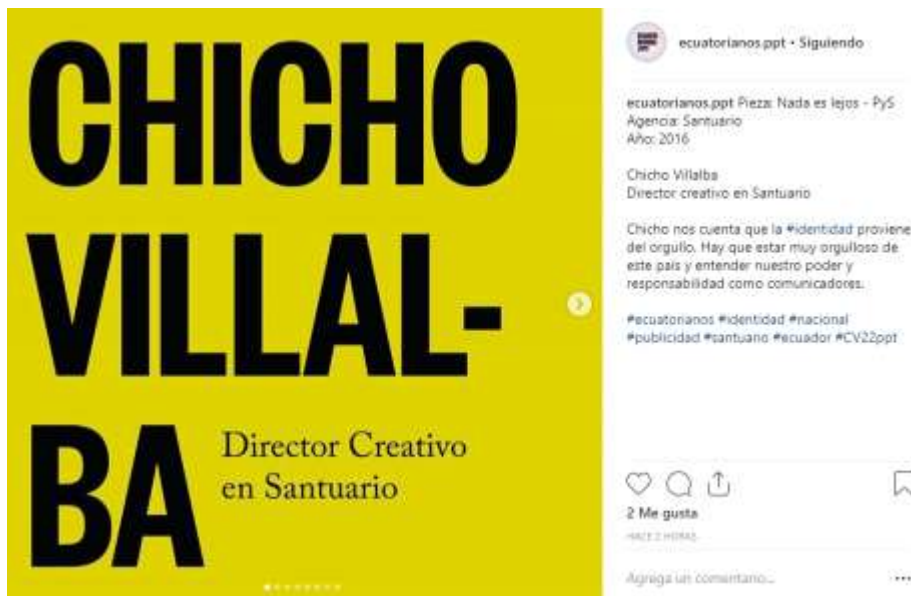 CHICHO
VILLAL-
BA
Director Creativo
en Santuario
ecuatorianos.ppt • Siguiendo
ecuatorianos.ppt Pieza: Nada es lejos - PyS
Agencia: Santuario
Año: 2016
Chicho Villalba
Director creativo en Santuario
Chicho nos cuenta que la #identidad proviene
del orgullo. Hay que estar muy orgulloso de
este país y entender nuestro poder y
responsabilidad como comunicadores.
#ecuatorianos #identidad #nacional
#publicidad #santuario #ecuador #CV22ppt
2 Me gusta
HACE 2 HORAS
Agrega un comentario...